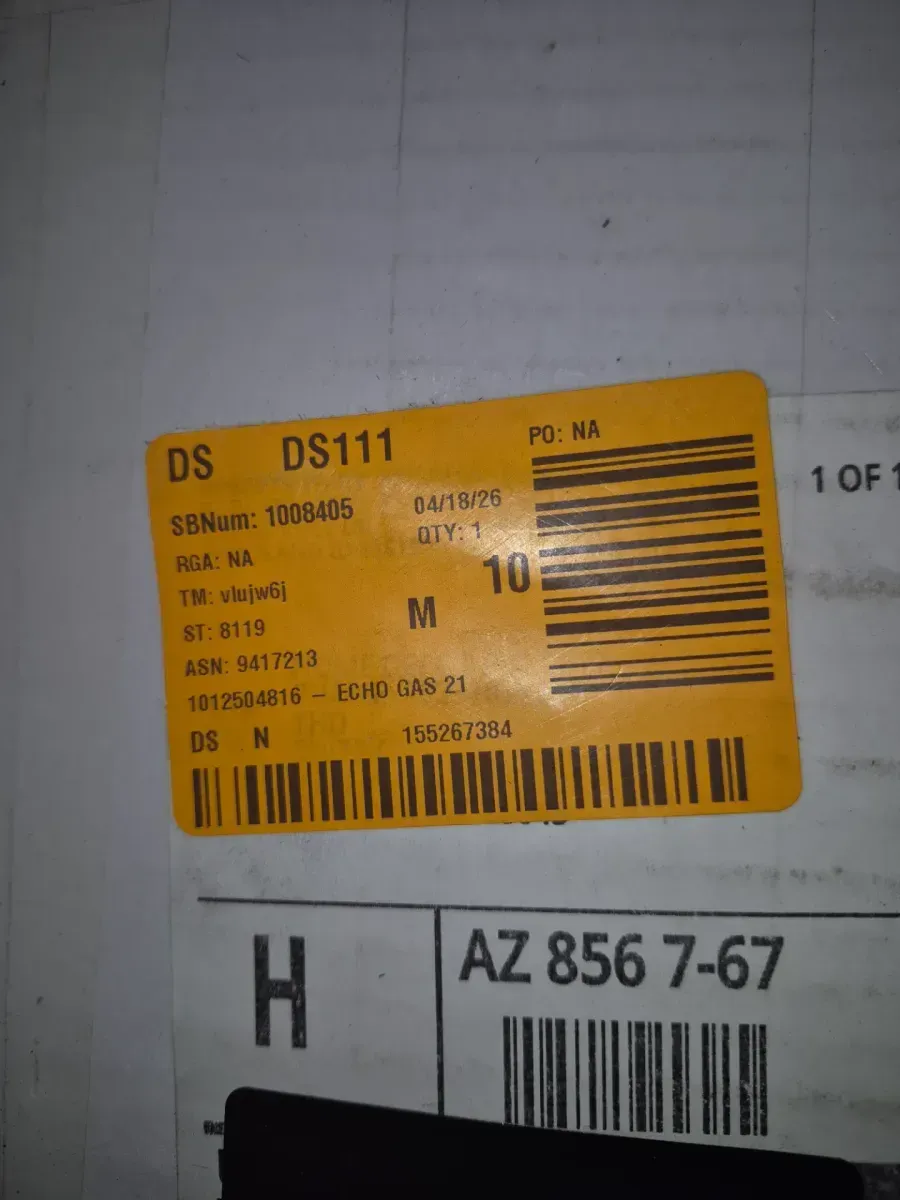 DS DS111 PO: NA
SBNum: 1008405 04/18/26
QTY: 1
RGA: NA
TM: vlujw6j
10
M
ST: 8119
ASN: 9417213
1012504816 – ECHO GAS 21
DS N 155267384
1 OF 1
H
AZ 856 7-67